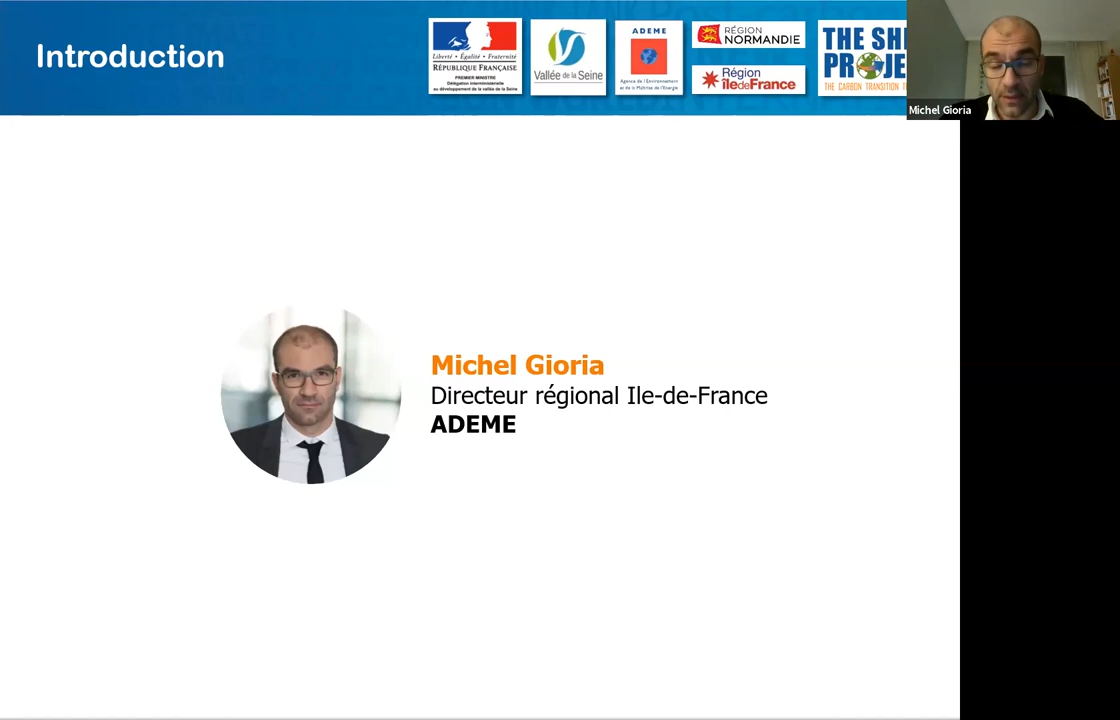 Introduction
Liberté • Égalité • Fraternité
RÉPUBLIQUE FRANÇAISE
PREMIER MINISTRE
Délégation interministérielle
au développement de la vallée de la Seine
Vallée de la Seine
ADEME
Agence de l'Environnement
et de la Maîtrise de l'Energie
RÉGION
NORMANDIE
Région
îledeFrance
THE SHI
PROJE
THE CARBON TRANSITION T
Michel Gioria
Michel Gioria
Directeur régional Ile-de-France
ADEME